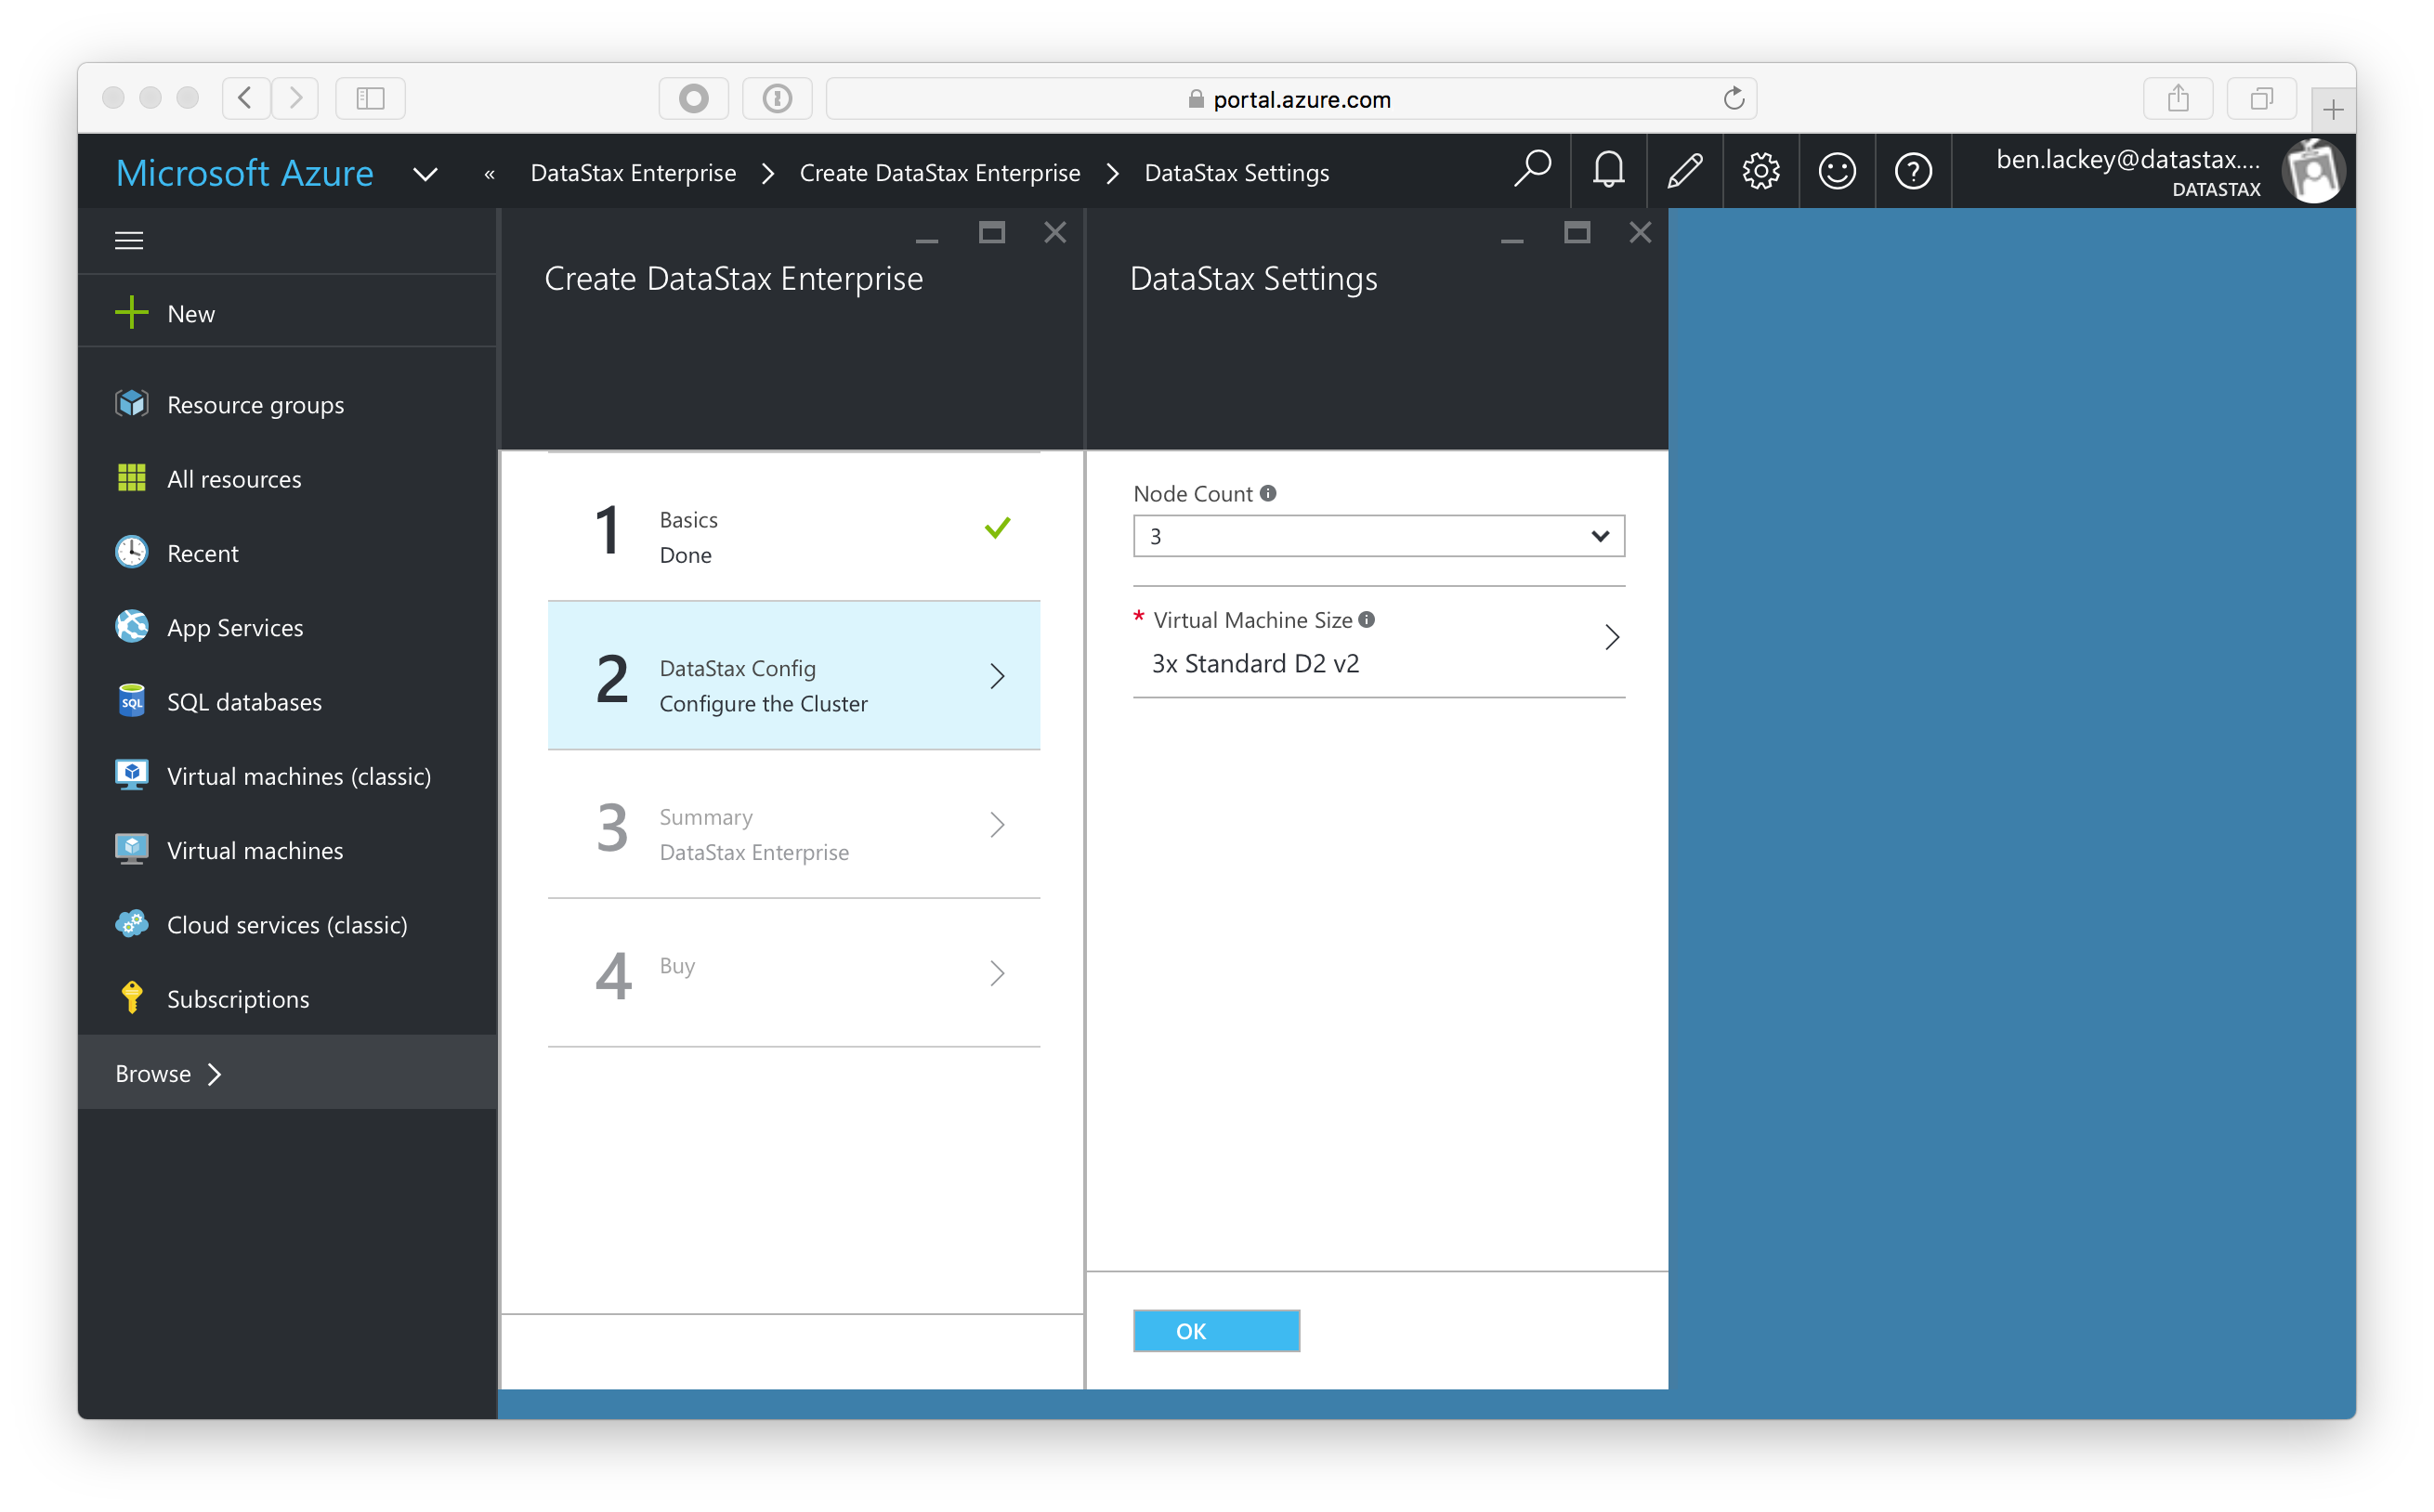 portal.azure.com
Microsoft Azure
« DataStax Enterprise > Create DataStax Enterprise > DataStax Settings
ben.lackey@datastax....
DATASTAX
New
Resource groups
All resources
Recent
App Services
SQL databases
Virtual machines (classic)
Virtual machines
Cloud services (classic)
Subscriptions
Browse >
Create DataStax Enterprise
1
Basics
Done
2
DataStax Config
Configure the Cluster
3
Summary
DataStax Enterprise
4
Buy
DataStax Settings
Node Count
3
* Virtual Machine Size
3x Standard D2 v2
OK